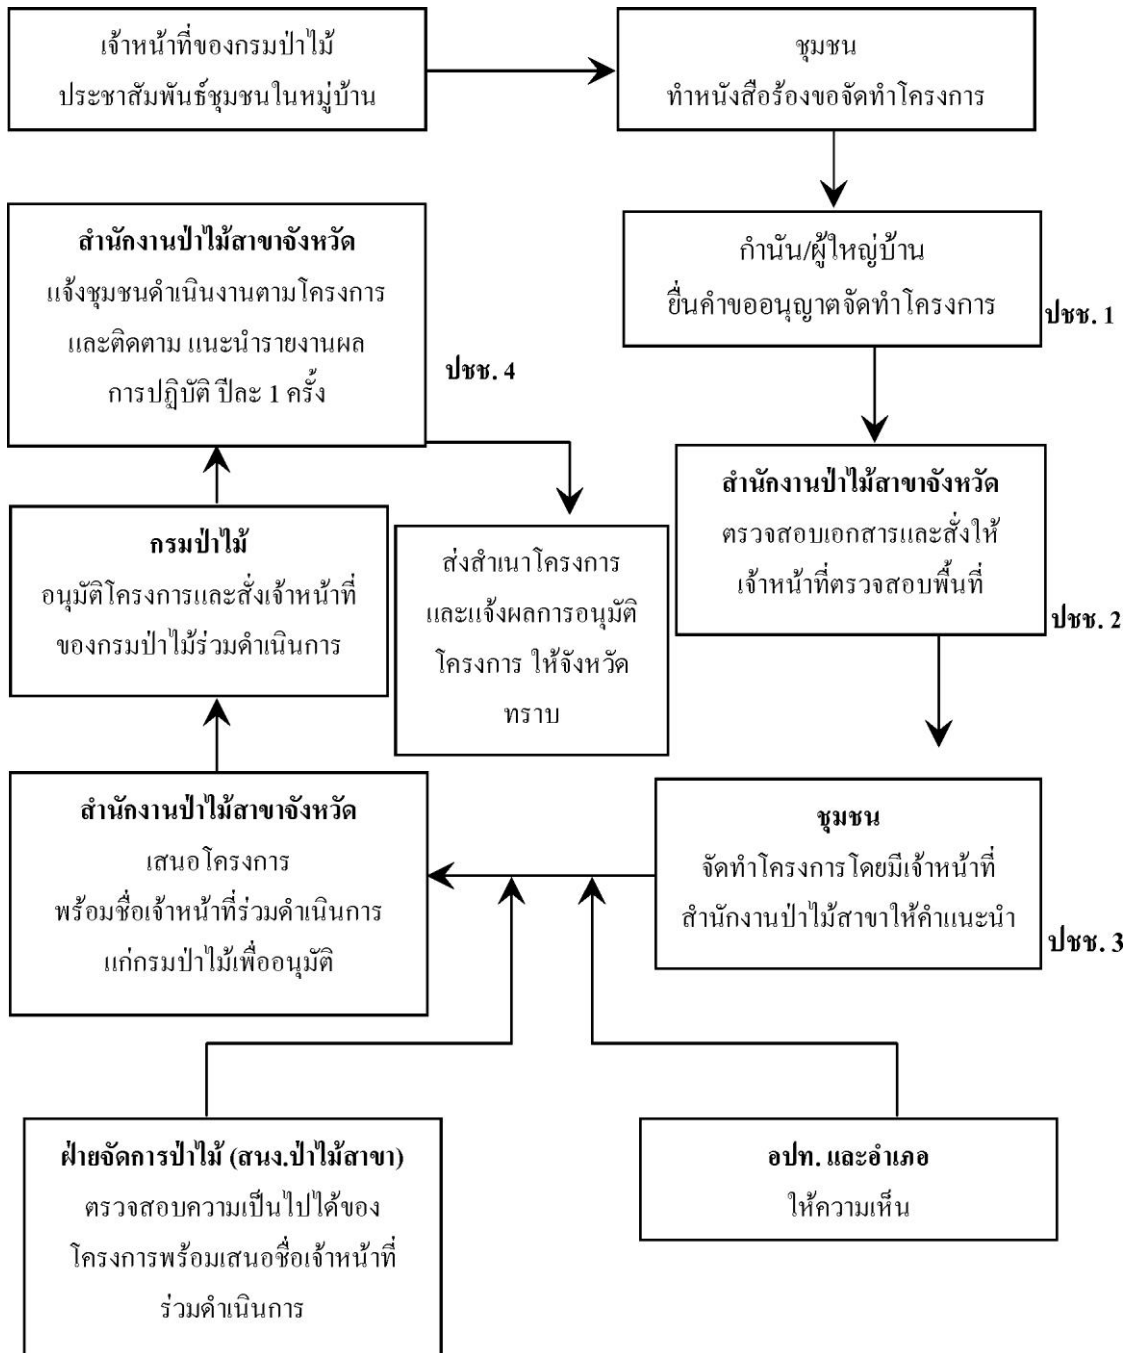 เจ้าหน้าที่ของกรมป่าไม้
ประชาสัมพันธ์ชุมชนในหมู่บ้าน
ชุมชน
ทำหนังสือร้องขอจัดทำโครงการ
กำนัน/ผู้ใหญ่บ้าน
ยื่นคำขออนุญาตจัดทำโครงการ
ปชช. 1
สำนักงานป่าไม้สาขาจังหวัด
ตรวจสอบเอกสารและสั่งให้
เจ้าหน้าที่ตรวจสอบพื้นที่
ปชช. 2
ชุมชน
จัดทำโครงการโดยมีเจ้าหน้าที่
สำนักงานป่าไม้สาขาให้คำแนะนำ
ปชช. 3
อปท. และอำเภอ
ให้ความเห็น
ฝ่ายจัดการป่าไม้ (สนง.ป่าไม้สาขา)
ตรวจสอบความเป็นไปได้ของ
โครงการพร้อมเสนอชื่อเจ้าหน้าที่
ร่วมดำเนินการ
สำนักงานป่าไม้สาขาจังหวัด
เสนอโครงการ
พร้อมชื่อเจ้าหน้าที่ร่วมดำเนินการ
แก่กรมป่าไม้เพื่ออนุมัติ
กรมป่าไม้
อนุมัติโครงการและสั่งเจ้าหน้าที่
ของกรมป่าไม้ร่วมดำเนินการ
สำนักงานป่าไม้สาขาจังหวัด
แจ้งชุมชนดำเนินงานตามโครงการ
และติดตาม แนะนำรายงานผล
การปฏิบัติ ปีละ 1 ครั้ง
ปชช. 4
ส่งสำเนาโครงการ
และแจ้งผลการอนุมัติ
โครงการ ให้จังหวัด
ทราบ